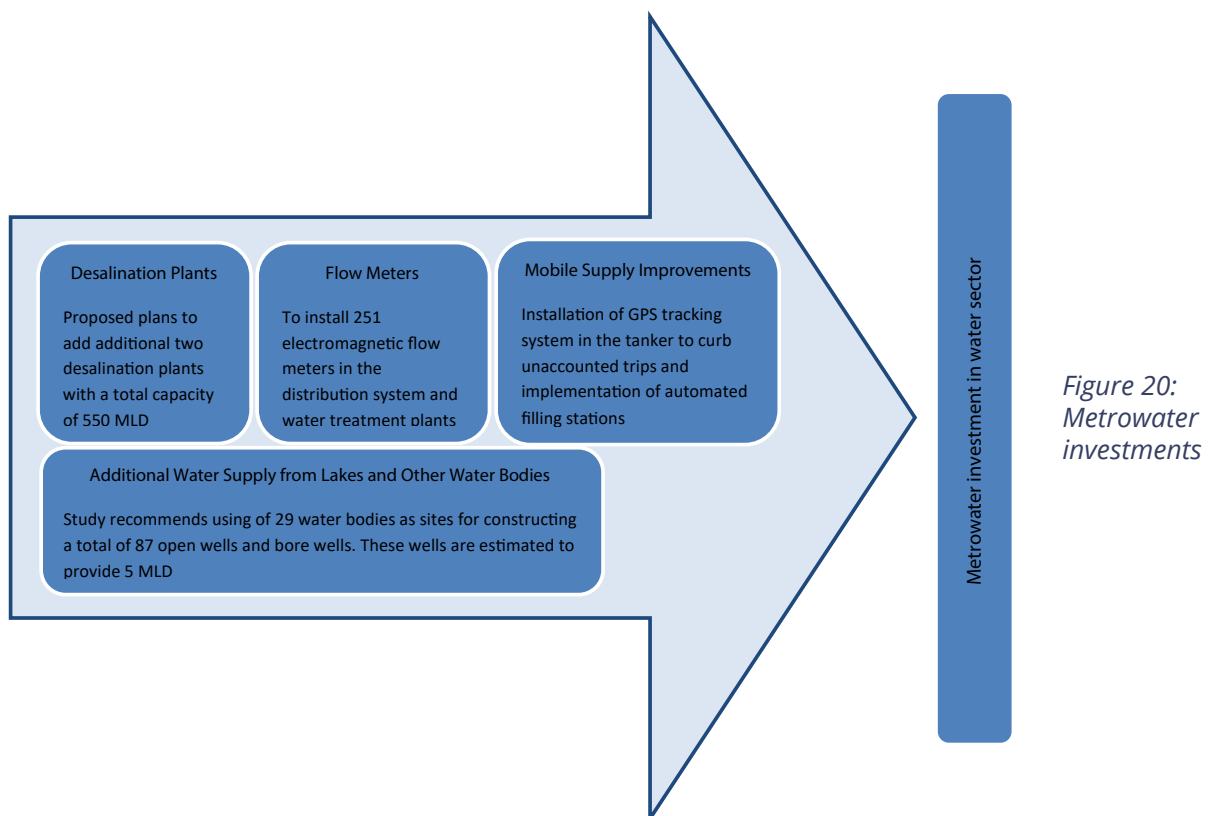 Desalination Plants
Proposed plans to
add additional two
desalination plants
with a total capacity
of 550 MLD
Flow Meters
To install 251
electromagnetic flow
meters in the
distribution system and
water treatment plants
Mobile Supply Improvements
Installation of GPS tracking
system in the tanker to curb
unaccounted trips and
implementation of automated
filling stations
Additional Water Supply from Lakes and Other Water Bodies
Study recommends using of 29 water bodies as sites for constructing
a total of 87 open wells and bore wells. These wells are estimated to
provide 5 MLD
Metrowater investment in water sector
Figure 20:
Metrowater
investments